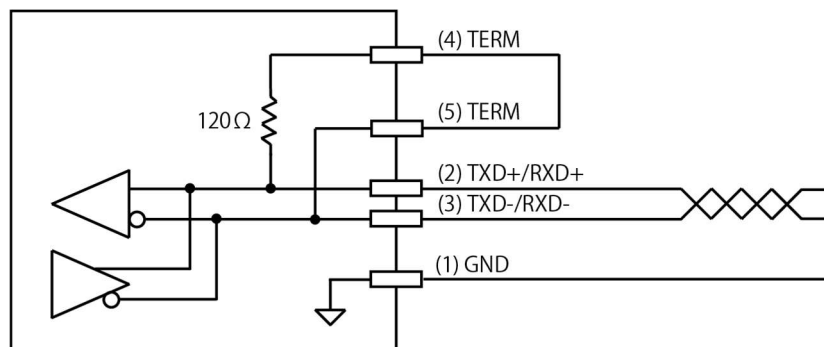 (4) TERM
120Ω
(5) TERM
(2) TXD+/RXD+
(3) TXD-/RXD-
(1) GND